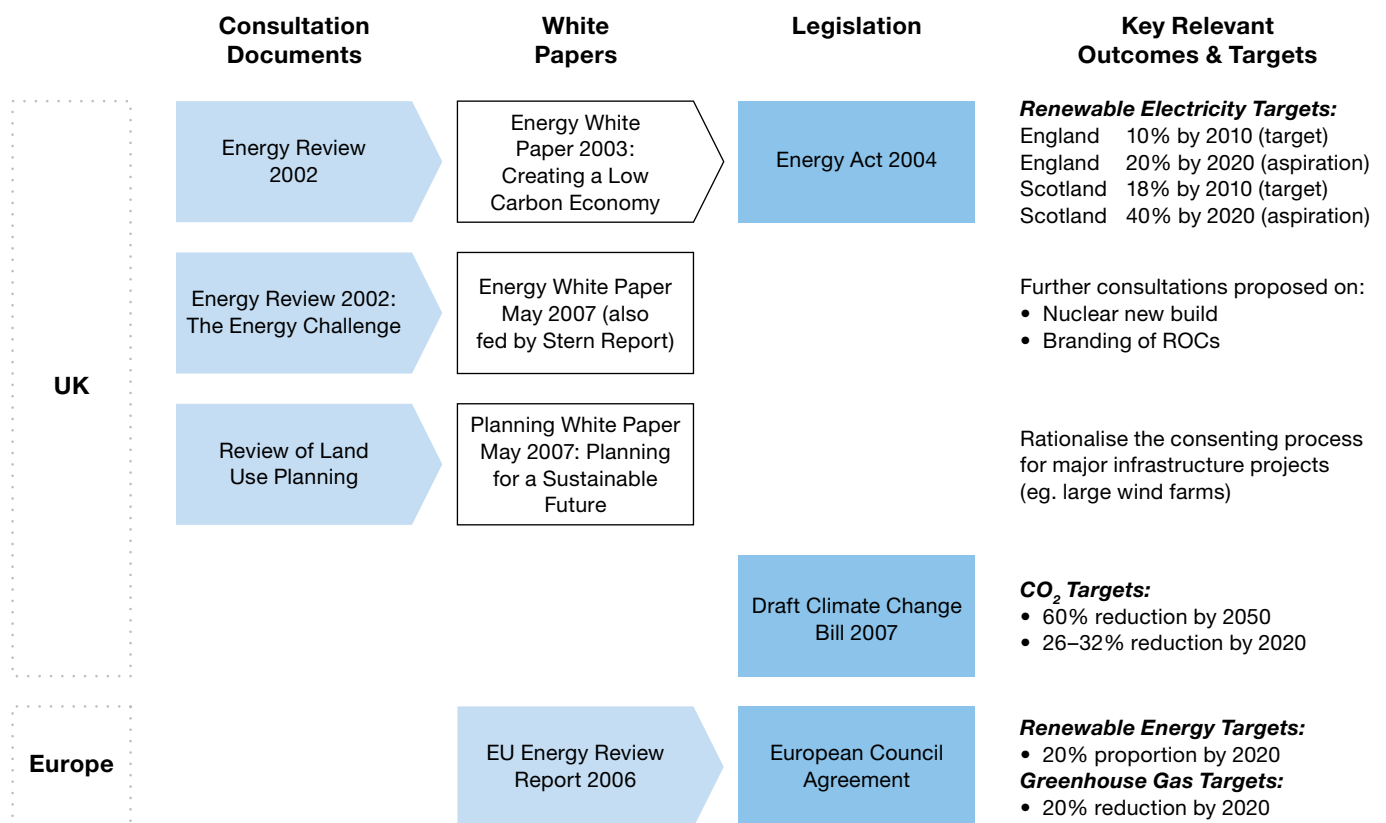 Consultation
Documents
White
Papers
Legislation
Key Relevant
Outcomes & Targets
UK
Energy Review
2002
Energy White
Paper 2003:
Creating a Low
Carbon Economy
Energy Act 2004
Renewable Electricity Targets:
England 10% by 2010 (target)
England 20% by 2020 (aspiration)
Scotland 18% by 2010 (target)
Scotland 40% by 2020 (aspiration)
Energy Review 2002:
The Energy Challenge
Energy White Paper
May 2007 (also
fed by Stern Report)
Further consultations proposed on:
• Nuclear new build
• Branding of ROCs
Review of Land
Use Planning
Planning White Paper
May 2007: Planning
for a Sustainable
Future
Rationalise the consenting process
for major infrastructure projects
(eg. large wind farms)
Draft Climate Change
Bill 2007
CO₂ Targets:
• 60% reduction by 2050
• 26–32% reduction by 2020
Europe
EU Energy Review
Report 2006
European Council
Agreement
Renewable Energy Targets:
• 20% proportion by 2020
Greenhouse Gas Targets:
• 20% reduction by 2020